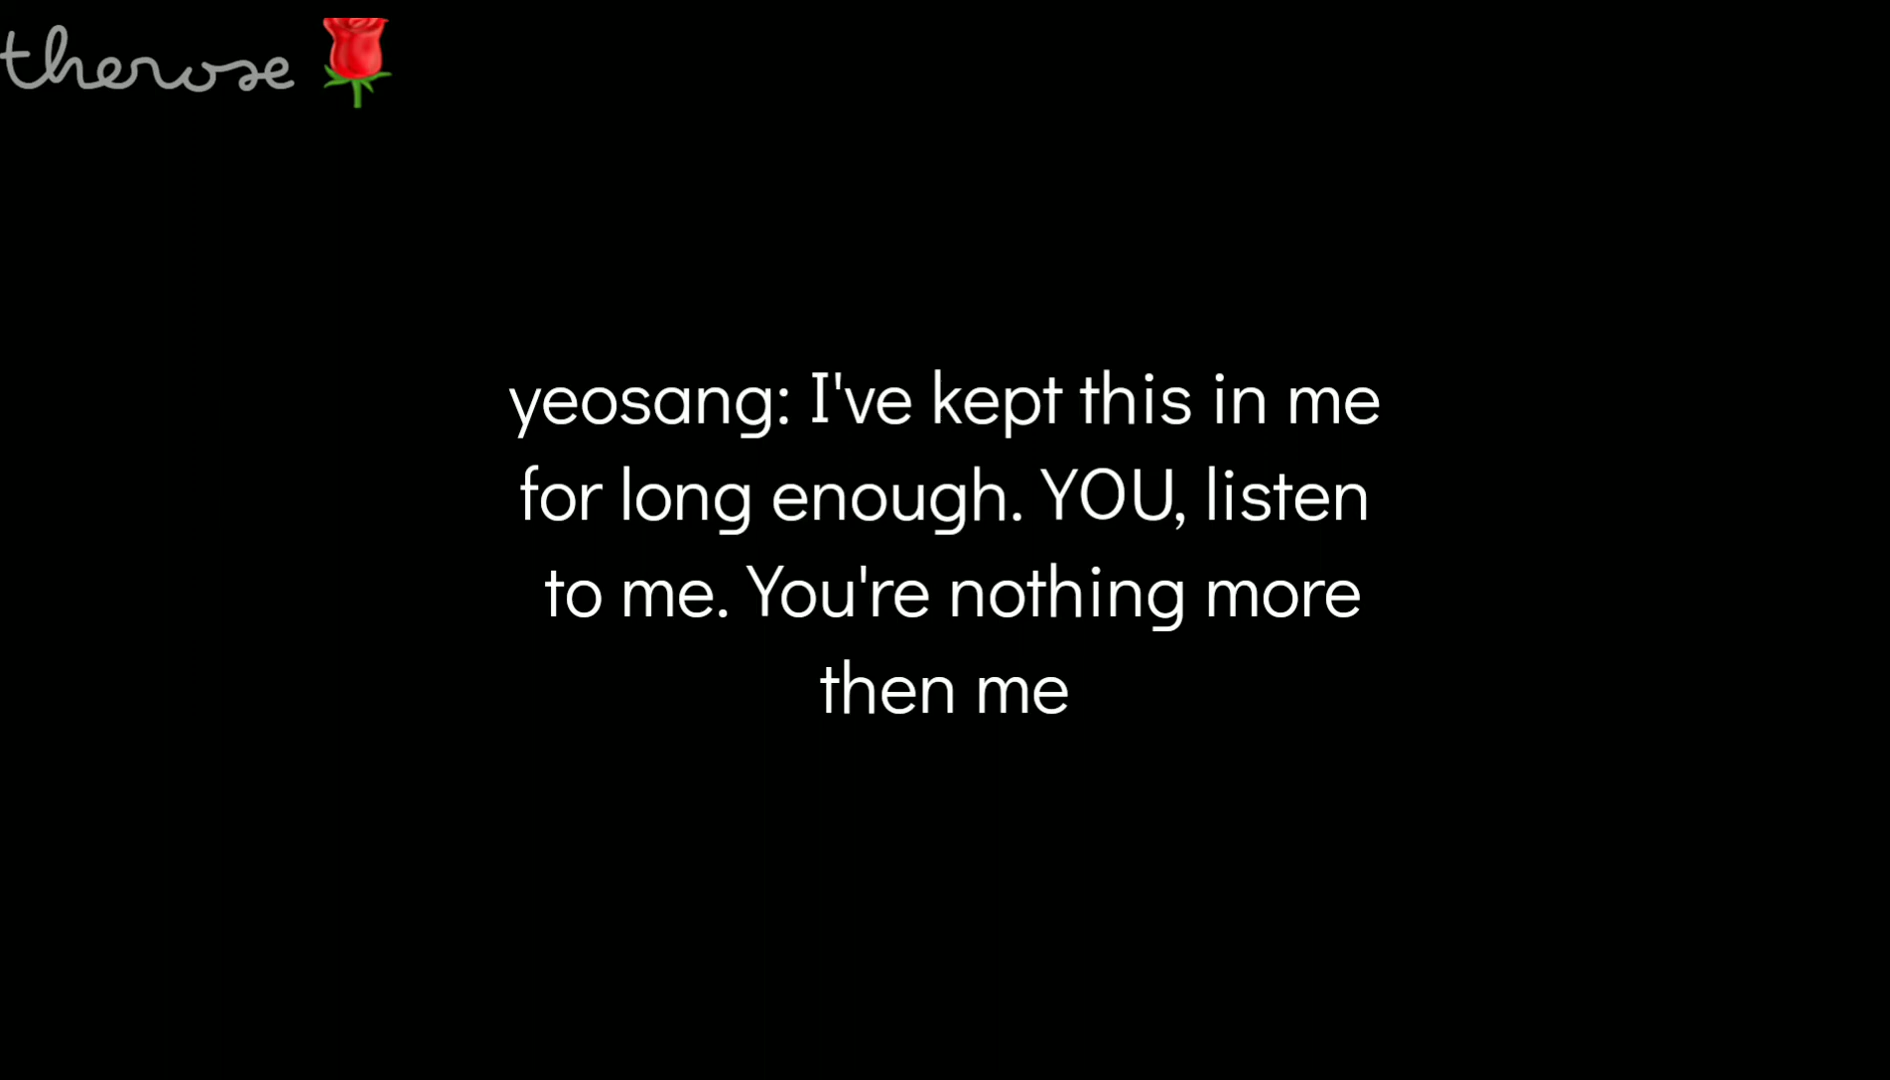 therose
yeosang: I've kept this in me
for long enough. YOU, listen
to me. You're nothing more
then me